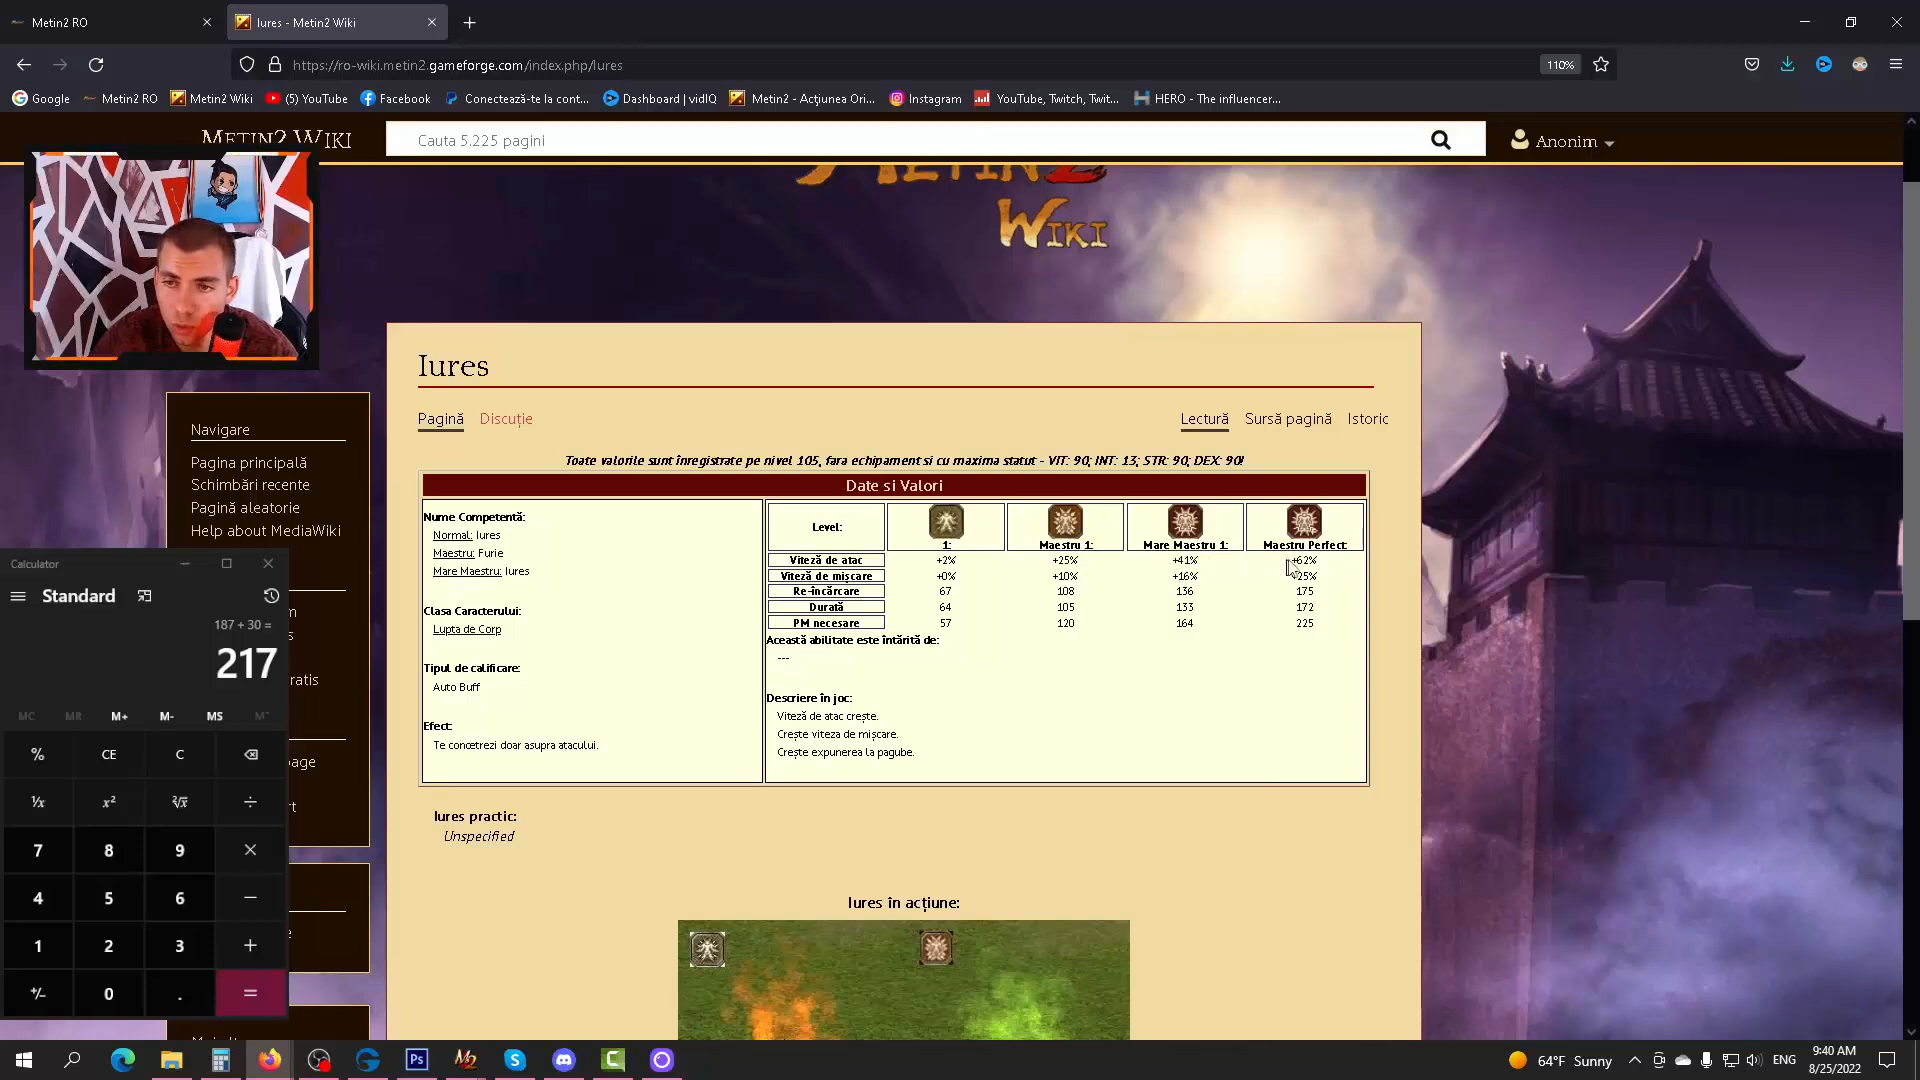 Metin2 RO
Iures - Metin2 Wiki
https://ro-wiki.metin2.gameforge.com/index.php/Iures
110%
Google
Metin2 RO
Metin2 Wiki
(5) YouTube
Facebook
Conectează-te la cont...
Dashboard | vidIQ
Metin2 - Acțiunea Ori...
Instagram
YouTube, Twitch, Twit...
HERO - The influencer...
Metin2 Wiki
Cauta 5.225 pagini
Anonim
Metin2
Wiki
Iures
Pagină Discuție
Lectură Sursă pagină Istoric
Navigare
Pagina principală
Schimbări recente
Pagină aleatorie
Help about MediaWiki
Toate valorile sunt înregistrate pe nivel 105, fara echipament si cu maxima statut - VIT: 90; INT: 13; STR: 90; DEX: 90!
Date si Valori
Nume Competentă:
Normal: Iures
Maestru: Furie
Mare Maestru: Iures
Clasa Caracterului:
Lupta de Corp
Tipul de calificare:
Auto Buff
Efect:
Te concetrezi doar asupra atacului.
Level: 1: Maestru 1: Mare Maestru 1: Maestru Perfect:
Viteză de atac +2% +25% +41% +62%
Viteză de mișcare +0% +10% +16% +25%
Re-încărcare 67 108 136 175
Durată 64 105 133 172
PM necesare 57 120 164 225
Această abilitate este întărită de:
---
Descriere în joc:
Viteză de atac crește.
Crește viteza de mișcare.
Crește expunerea la pagube.
Iures practic:
Unspecified
Iures în acțiune:
Calculator
Standard
187 + 30 =
217
MC MR M+ M- MS
% CE C
¹/x x² ²√x ÷
7 8 9 ×
4 5 6 −
1 2 3 +
+/− 0 . =
ratis
page
rt
Ps
64°F Sunny
ENG
9:40 AM
8/25/2022